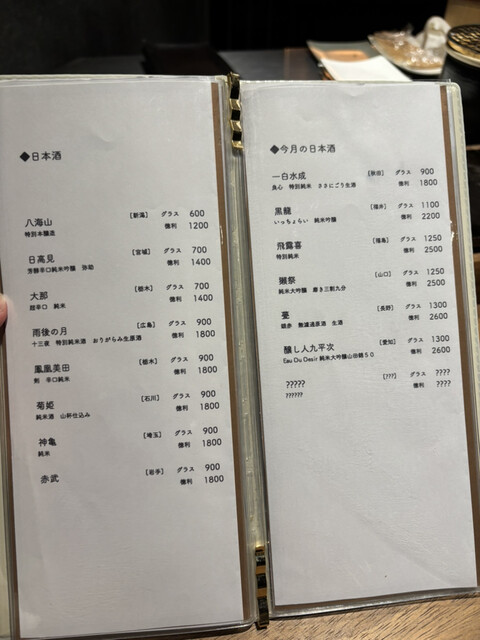 ◆日本酒
八海山 [新潟] グラス 600
特別本醸造 徳利 1200
日高見 [宮城] グラス 700
芳醇辛口純米吟醸 弥助 徳利 1400
大那 [栃木] グラス 700
超辛口 純米 徳利 1400
雨後の月 [広島] グラス 900
十三夜 特別純米酒 おりがらみ生原酒 徳利 1800
鳳凰美田 [栃木] グラス 900
剱 辛口純米 徳利 1800
菊姫 [石川] グラス 900
純米酒 山廃仕込み 徳利 1800
神亀 [埼玉] グラス 900
純米 徳利 1800
赤武 [岩手] グラス 900
徳利 1800
◆今月の日本酒
一白水成 [秋田] グラス 900
良心 特別純米 ささにごり生酒 徳利 1800
黒龍 [福井] グラス 1100
いっちょらい 純米吟醸 徳利 2200
飛露喜 [福島] グラス 1250
特別純米 徳利 2500
獺祭 [山口] グラス 1250
純米大吟醸 磨き三割九分 徳利 2500
[長野] グラス 1300
無濾過原酒 生酒 徳利 2600
醸し人九平次 [愛知] グラス 1300
Eau Du Desir 純米大吟醸山田錦50 徳利 2600
????? [???] グラス ????
?????? 徳利 ????